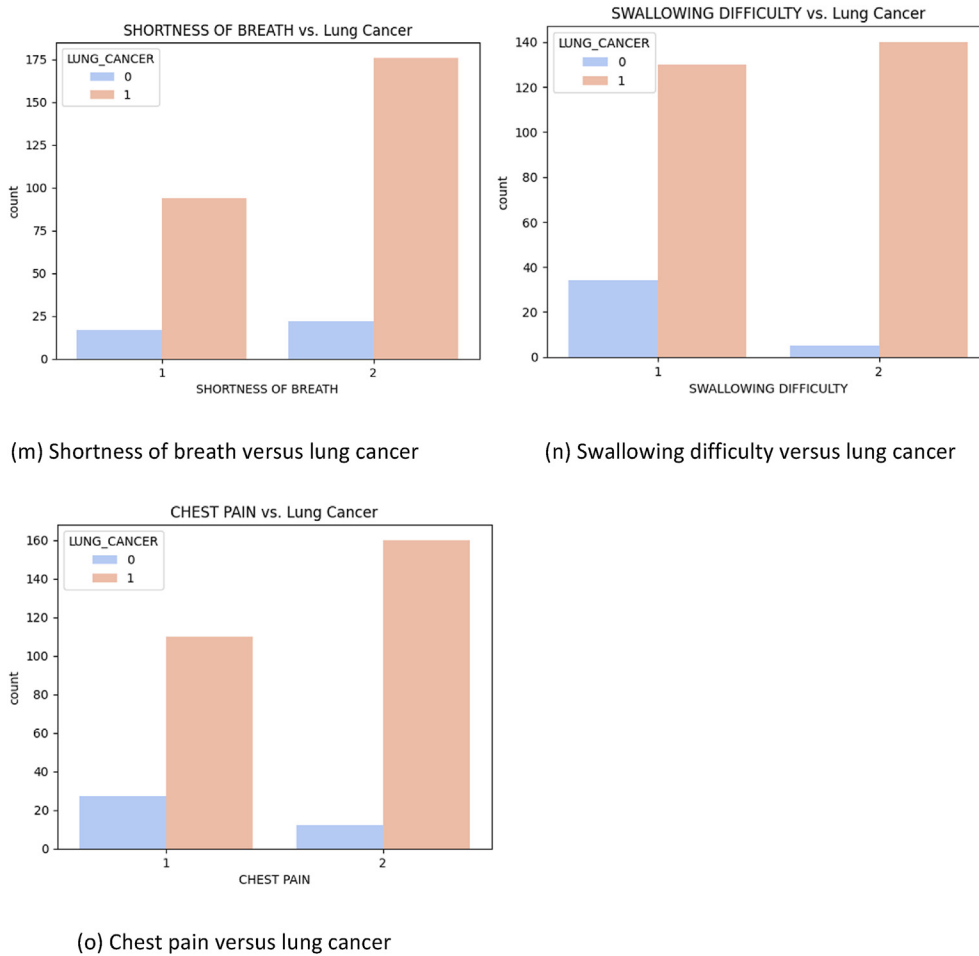 SHORTNESS OF BREATH vs. Lung Cancer
LUNG_CANCER
0
1
175
150
125
100
75
50
25
0
count
1
2
SHORTNESS OF BREATH
(m) Shortness of breath versus lung cancer
SWALLOWING DIFFICULTY vs. Lung Cancer
LUNG_CANCER
0
1
140
120
100
80
60
40
20
0
count
1
2
SWALLOWING DIFFICULTY
(n) Swallowing difficulty versus lung cancer
CHEST PAIN vs. Lung Cancer
LUNG_CANCER
0
1
160
140
120
100
80
60
40
20
0
count
1
2
CHEST PAIN
(o) Chest pain versus lung cancer